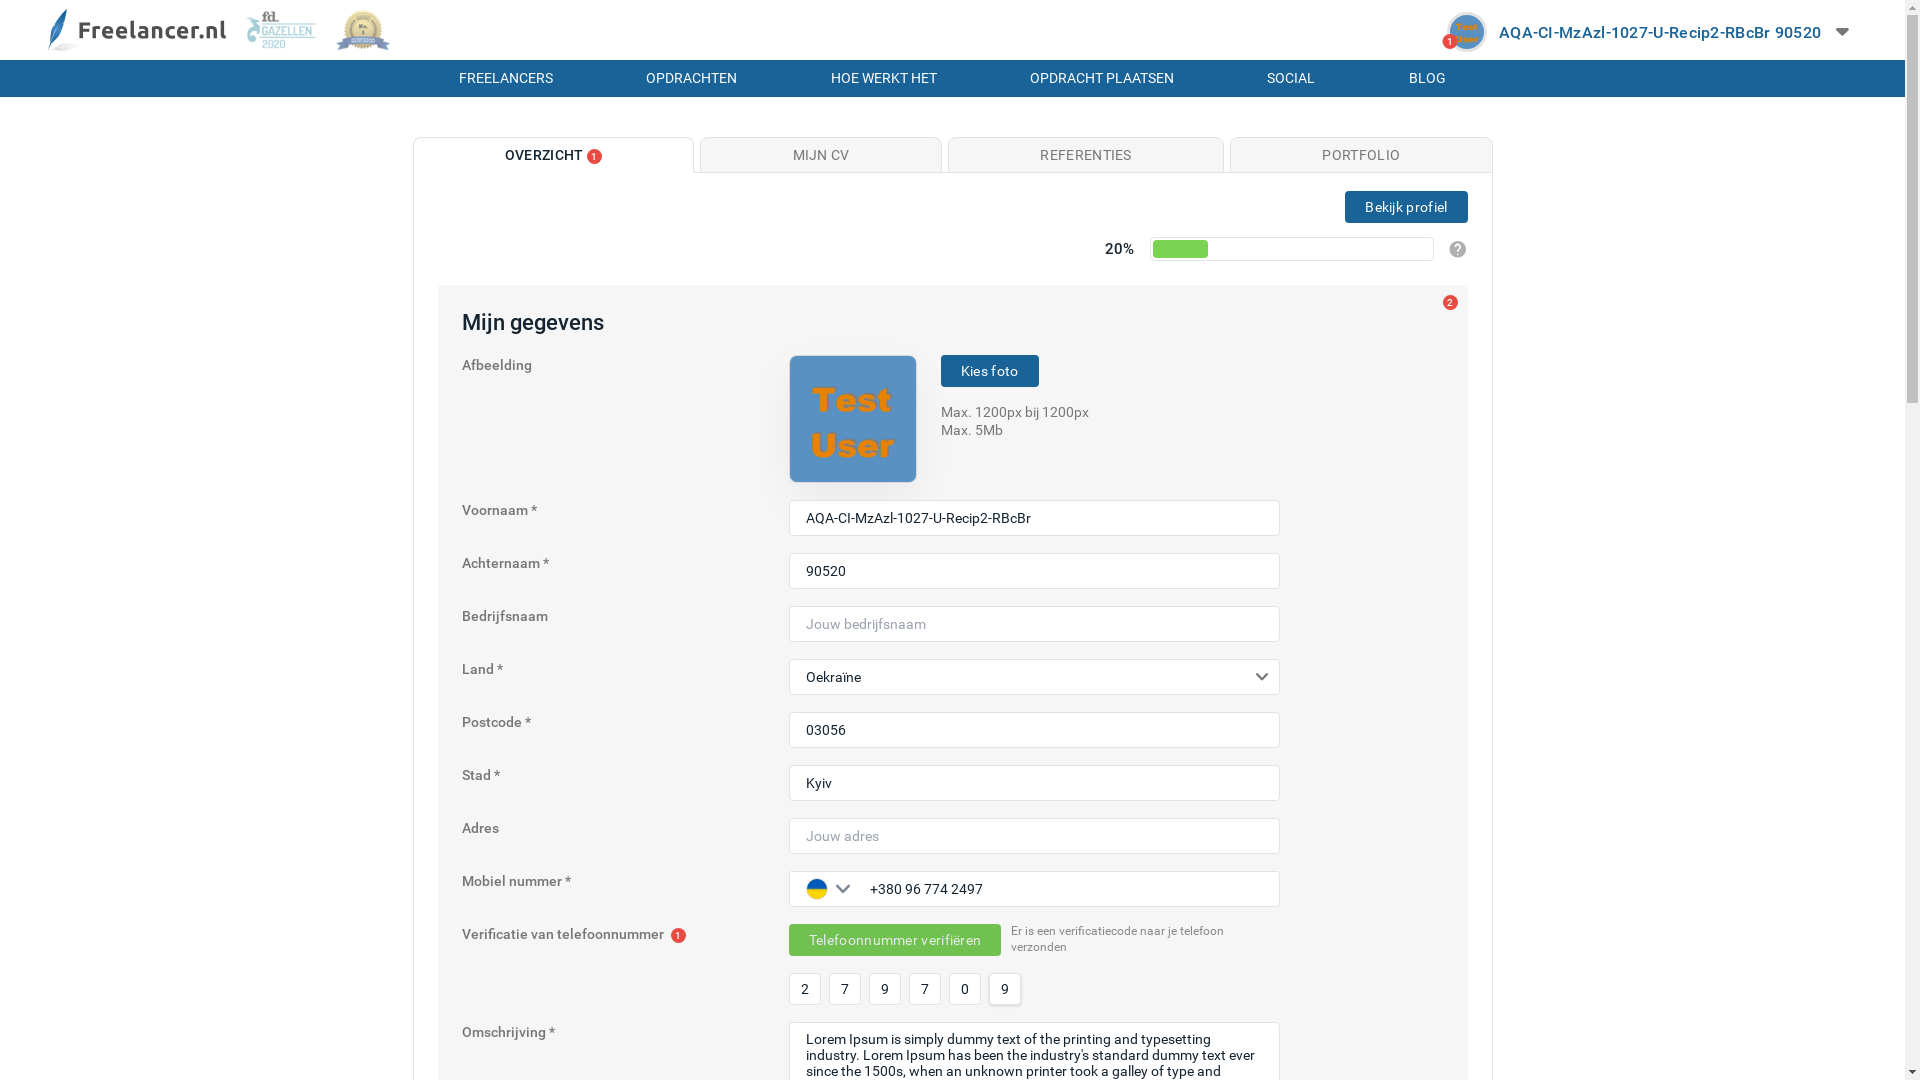 Freelancer.nl
fd.
GAZELLEN
2020
No.
1
1
Test
User
AQA-CI-MzAzl-1027-U-Recip2-RBcBr 90520
FREELANCERS OPDRACHTEN HOE WERKT HET OPDRACHT PLAATSEN SOCIAL BLOG
OVERZICHT 1 MIJN CV REFERENTIES PORTFOLIO
Bekijk profiel
20% ?
2
Mijn gegevens
Afbeelding
Test
User
Kies foto
Max. 1200px bij 1200px
Max. 5Mb
Voornaam * AQA-CI-MzAzl-1027-U-Recip2-RBcBr
Achternaam * 90520
Bedrijfsnaam Jouw bedrijfsnaam
Land * Oekraïne
Postcode * 03056
Stad * Kyiv
Adres Jouw adres
Mobiel nummer * +380 96 774 2497
Verificatie van telefoonnummer 1 Telefoonnummer verifiëren
Er is een verificatiecode naar je telefoon
verzonden
2 7 9 7 0 9
Omschrijving * Lorem Ipsum is simply dummy text of the printing and typesetting
industry. Lorem Ipsum has been the industry's standard dummy text ever
since the 1500s, when an unknown printer took a galley of type and